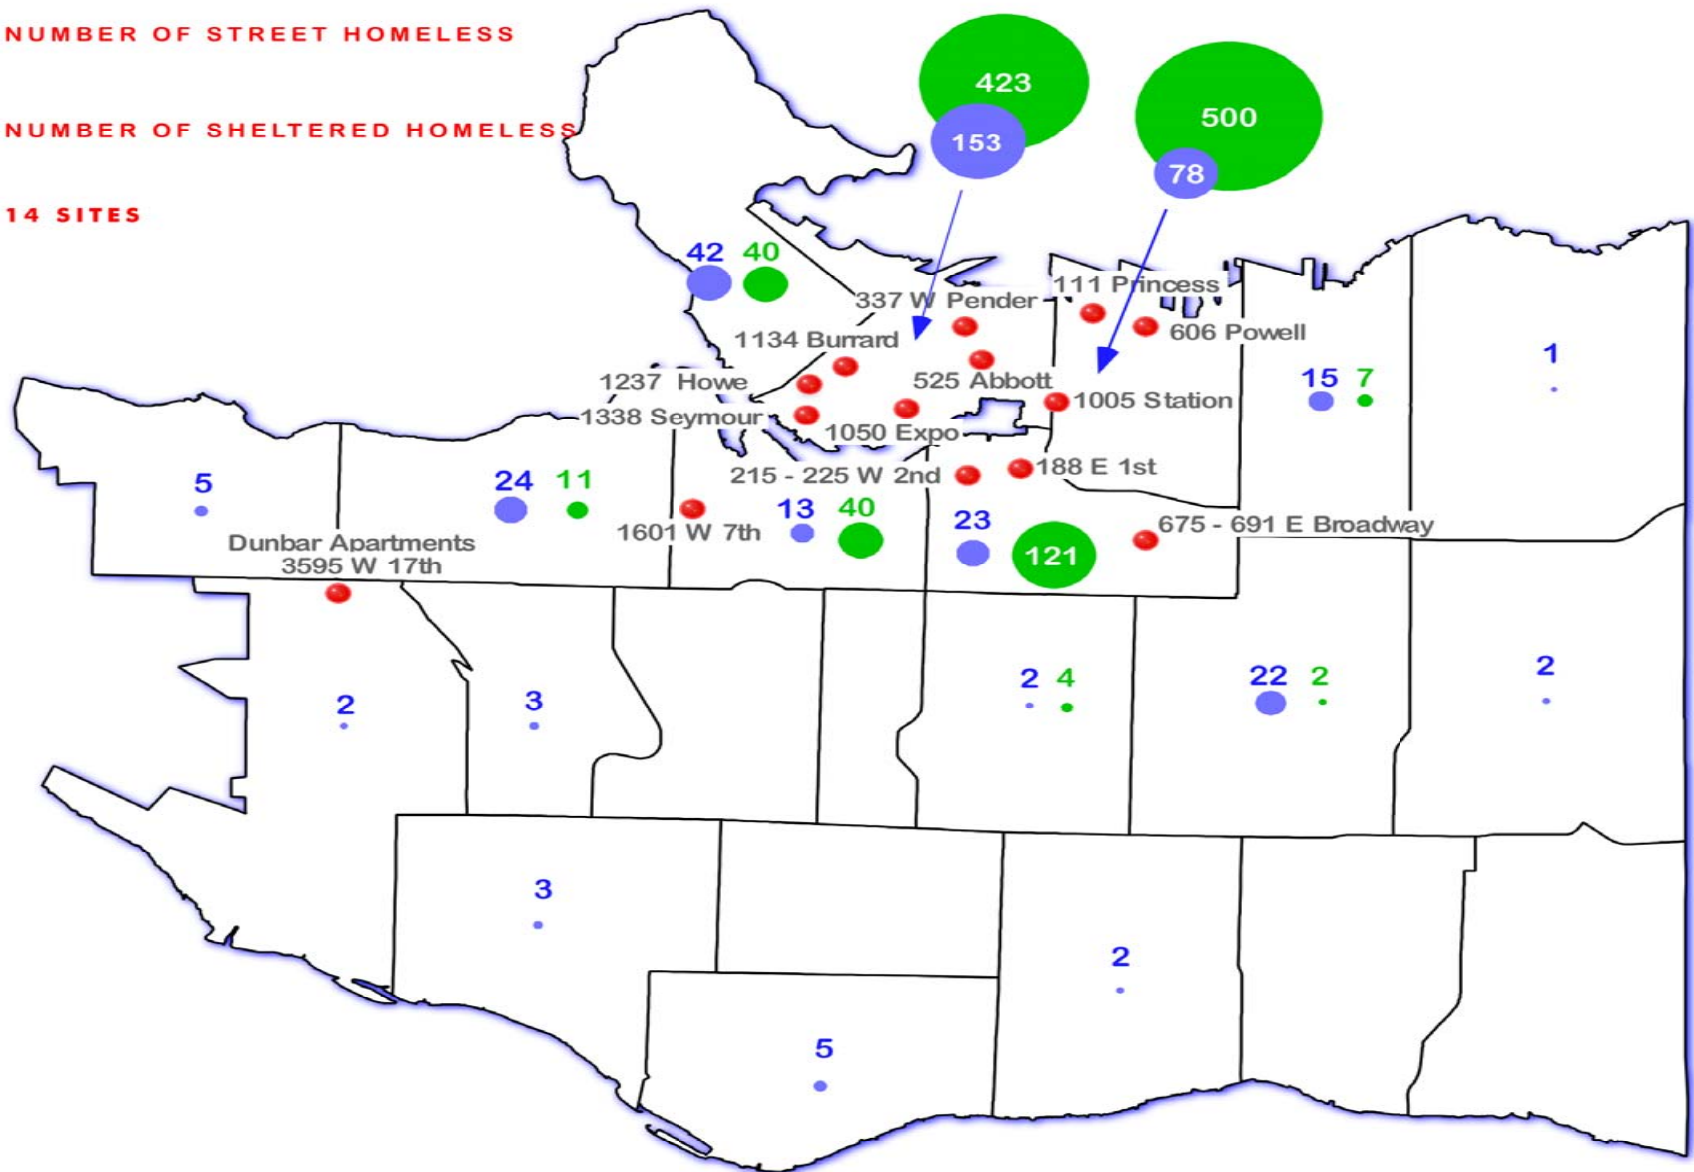 NUMBER OF STREET HOMELESS
NUMBER OF SHELTERED HOMELESS
14 SITES
423
153
500
78
42 40
111 Princess
337 W Pender
606 Powell
1134 Burrard
1237 Howe
525 Abbott
1005 Station
1338 Seymour
1050 Expo
15 7
1
215 - 225 W 2nd
188 E 1st
5
24 11
1601 W 7th
13 40
23
121
675 - 691 E Broadway
Dunbar Apartments
3595 W 17th
2
3
2 4
22 2
2
3
2
5